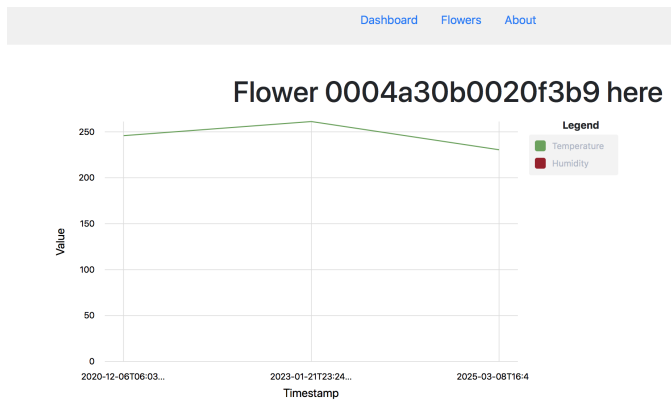 Dashboard Flowers About
Flower 0004a30b0020f3b9 here
Legend
Temperature
Humidity
250
200
150
100
50
0
Value
2020-12-06T06:03... 2023-01-21T23:24... 2025-03-08T16:4
Timestamp